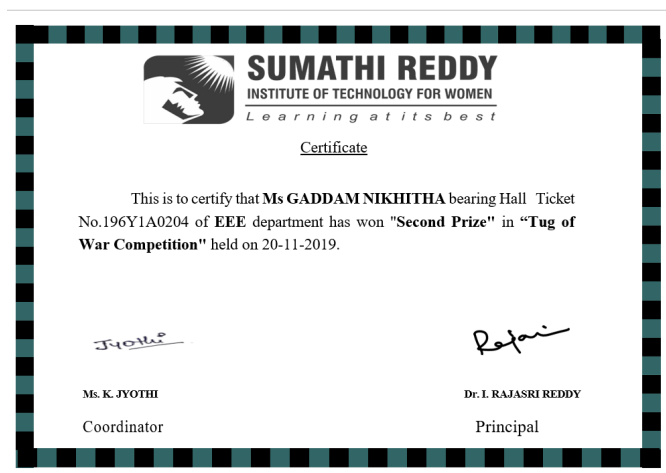 SUMATHI REDDY
INSTITUTE OF TECHNOLOGY FOR WOMEN
Learning at its best
Certificate
This is to certify that Ms GADDAM NIKHITHA bearing Hall Ticket
No.196Y1A0204 of EEE department has won "Second Prize" in “Tug of
War Competition" held on 20-11-2019.
Jyothi
Rajasri
Ms. K. JYOTHI
Dr. I. RAJASRI REDDY
Coordinator
Principal